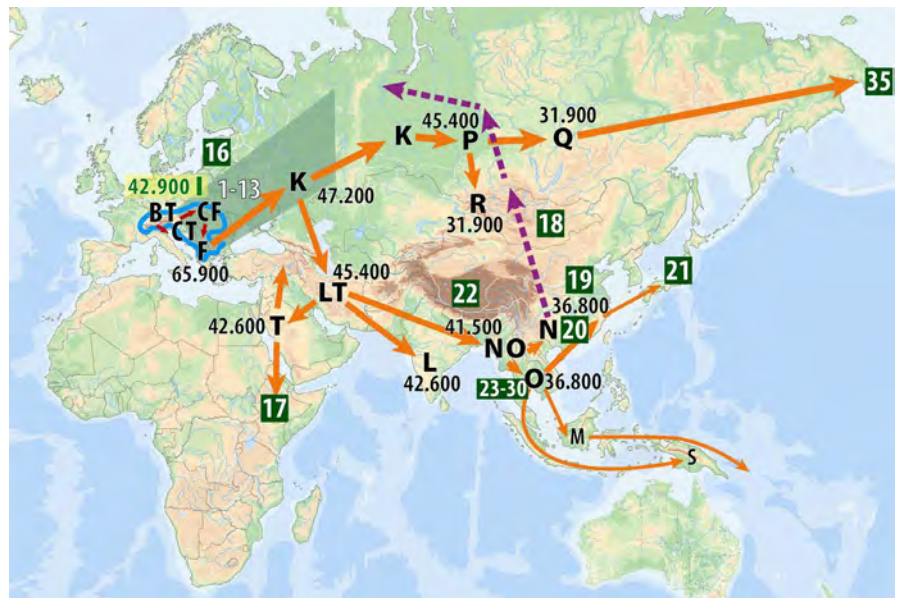 35
31.900
45.400
K
P
Q
16
42.900
1-13
K
47.200
R
31.900
B T
CF
CT
F
65.900
18
45.400
19
21
LT
22
36.800
42.600
T
41.500
N
20
NO
L
42.600
23-30
O
36.800
17
M
S